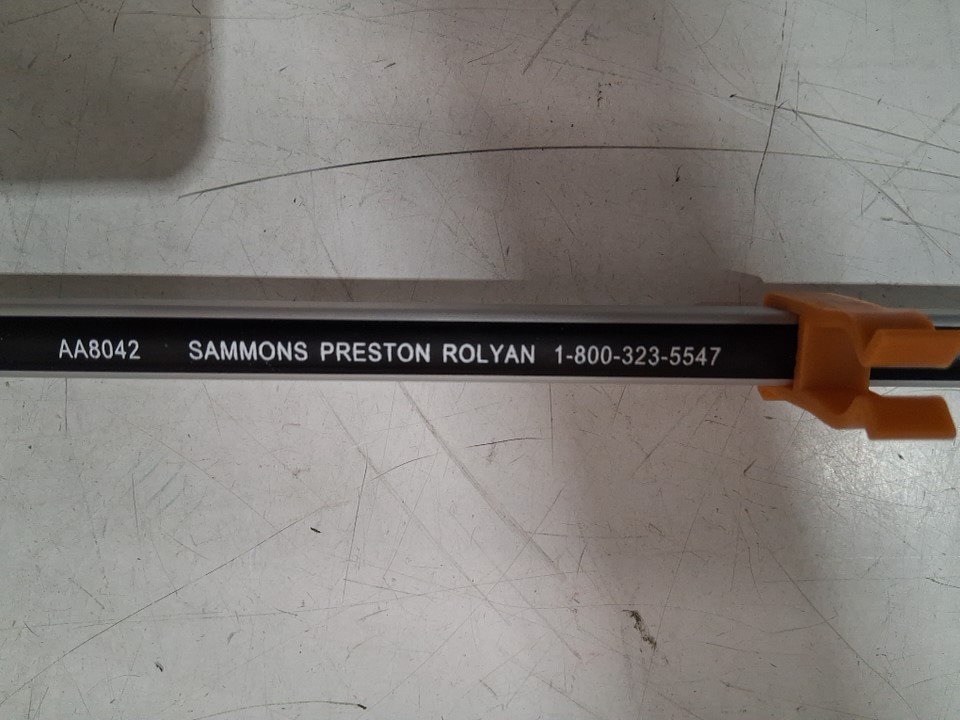 AA8042 SAMMONS PRESTON ROLYAN 1-800-323-5547